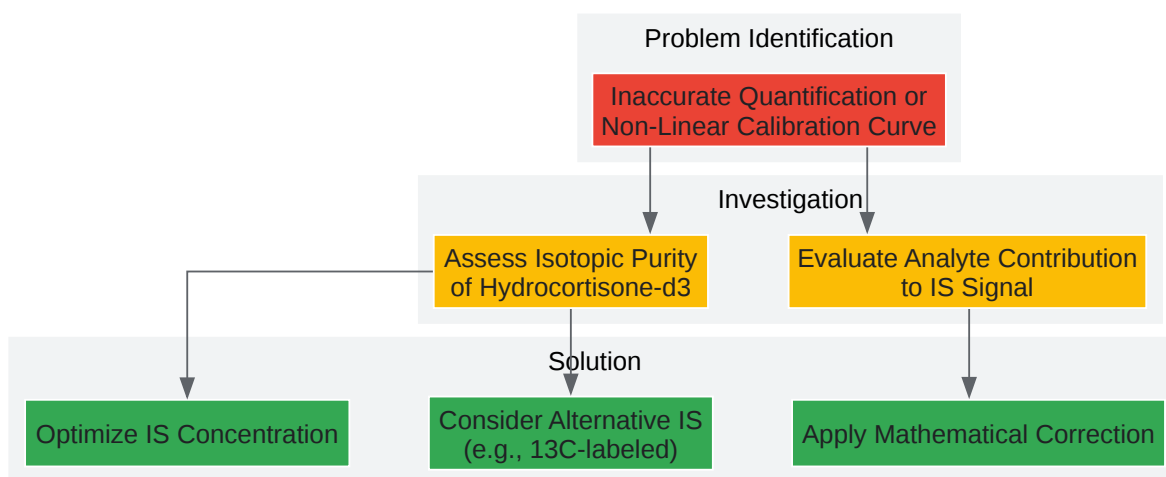 Problem Identification
Inaccurate Quantification or
Non-Linear Calibration Curve
Investigation
Assess Isotopic Purity
of Hydrocortisone-d3
Evaluate Analyte Contribution
to IS Signal
Solution
Optimize IS Concentration
Consider Alternative IS
(e.g., 13C-labeled)
Apply Mathematical Correction